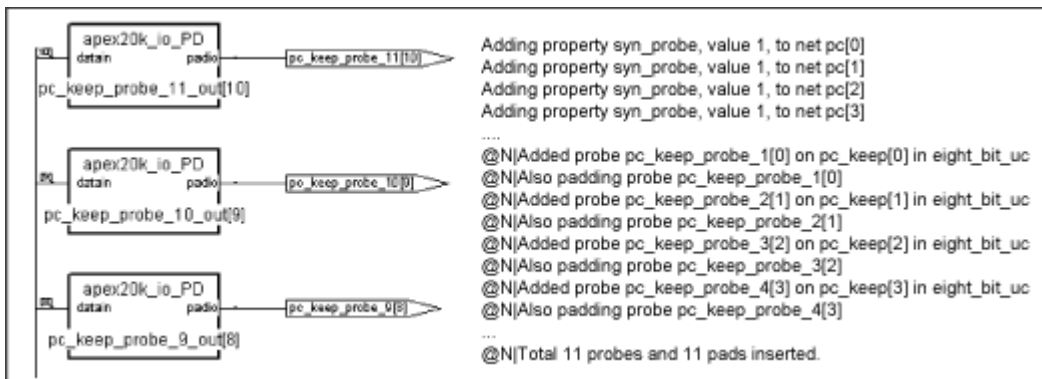 apex20k_io_PD
datain padio
pc_keep_probe_11[10]
pc_keep_probe_11_out[10]
apex20k_io_PD
datain padio
pc_keep_probe_10[9]
pc_keep_probe_10_out[9]
apex20k_io_PD
datain padio
pc_keep_probe_9[8]
pc_keep_probe_9_out[8]
Adding property syn_probe, value 1, to net pc[0]
Adding property syn_probe, value 1, to net pc[1]
Adding property syn_probe, value 1, to net pc[2]
Adding property syn_probe, value 1, to net pc[3]
....
@N|Added probe pc_keep_probe_1[0] on pc_keep[0] in eight_bit_uc
@N|Also padding probe pc_keep_probe_1[0]
@N|Added probe pc_keep_probe_2[1] on pc_keep[1] in eight_bit_uc
@N|Also padding probe pc_keep_probe_2[1]
@N|Added probe pc_keep_probe_3[2] on pc_keep[2] in eight_bit_uc
@N|Also padding probe pc_keep_probe_3[2]
@N|Added probe pc_keep_probe_4[3] on pc_keep[3] in eight_bit_uc
@N|Also padding probe pc_keep_probe_4[3]
...
@N|Total 11 probes and 11 pads inserted.